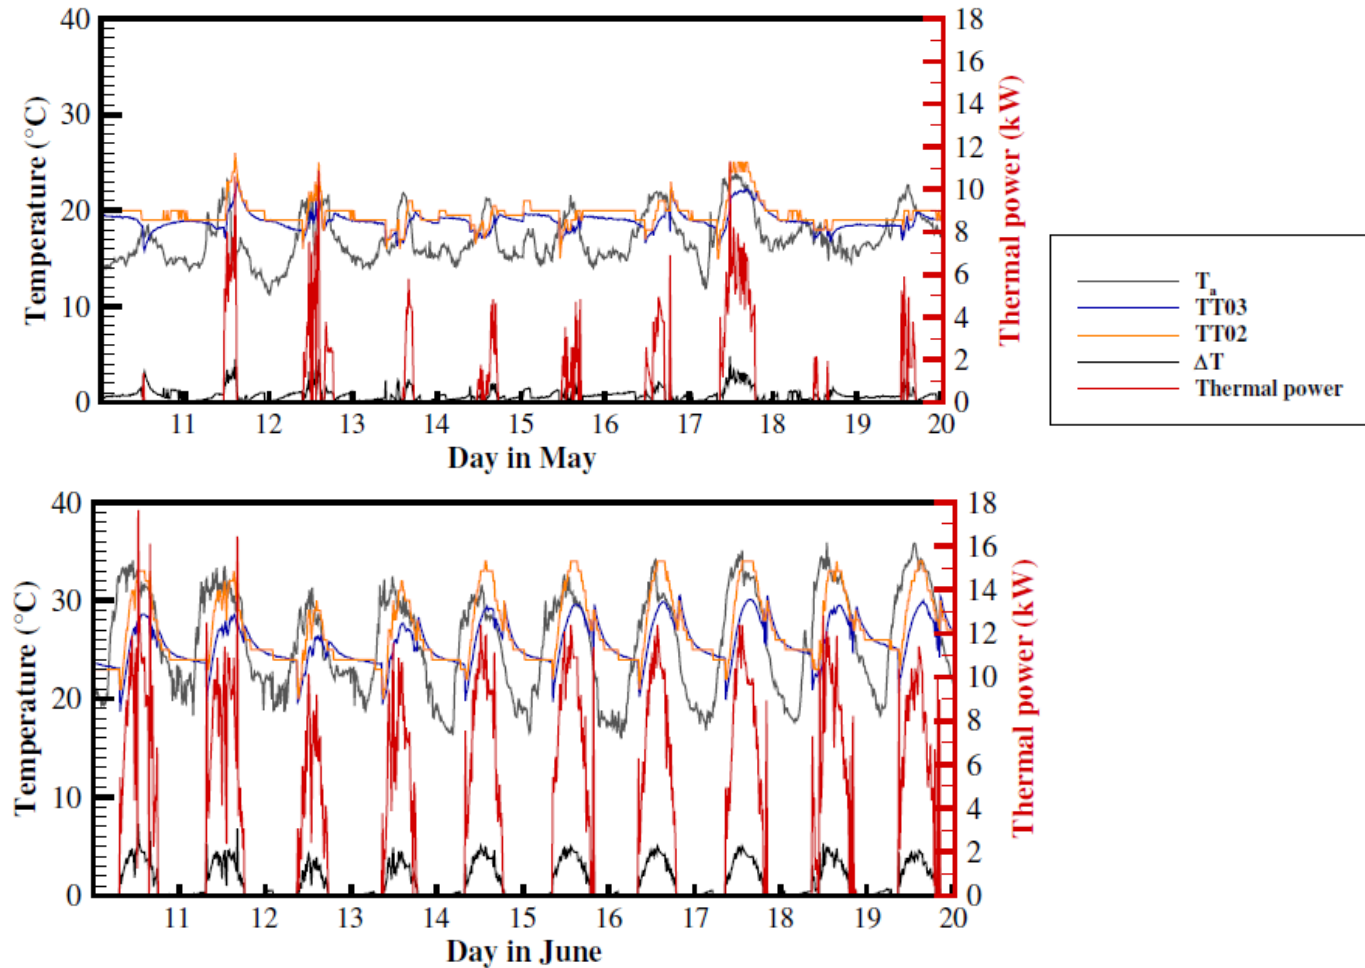 40
30
20
10
0
Temperature (°C)
18
16
14
12
10
8
6
4
2
0
Thermal power (kW)
11 12 13 14 15 16 17 18 19 20
Day in May
Tₐ
TT03
TT02
ΔT
Thermal power
40
30
20
10
0
Temperature (°C)
18
16
14
12
10
8
6
4
2
0
Thermal power (kW)
11 12 13 14 15 16 17 18 19 20
Day in June